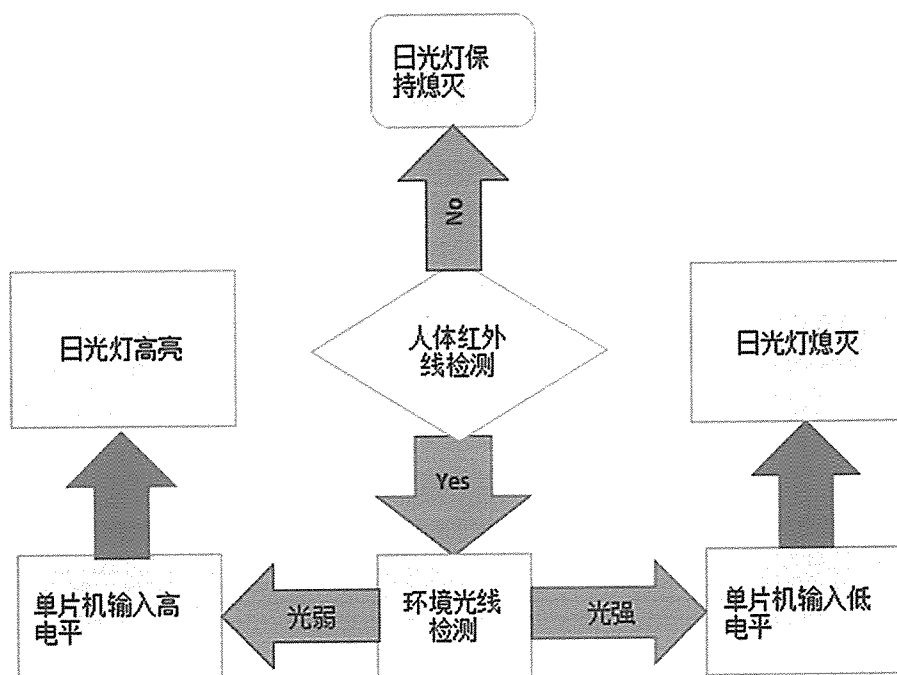 日光灯保
持熄灭
No
日光灯高亮
人体红外
线检测
日光灯熄灭
Yes
单片机输入高
电平
光弱
环境光线
检测
光强
单片机输入低
电平